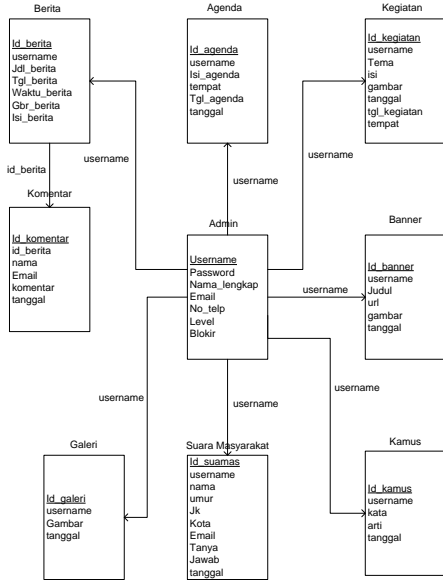 Berita
Id_berita
username
Jdl_berita
Tgl_berita
Waktu_berita
Gbr_berita
Isi_berita
Agenda
Id_agenda
username
Isi_agenda
tempat
Tgl_agenda
tanggal
Kegiatan
Id_kegiatan
username
Tema
isi
gambar
tanggal
tgl_kegiatan
tempat
id_berita
username
username
username
Komentar
Id_komentar
id_berita
nama
Email
komentar
tanggal
Admin
Username
Password
Nama_lengkap
Email
No_telp
Level
Blokir
username
Banner
Id_banner
username
Judul
url
gambar
tanggal
username
username
username
Galeri
Id_galeri
username
Gambar
tanggal
Suara Masyarakat
Id_suamas
username
nama
umur
Jk
Kota
Email
Tanya
Jawab
tanggal
Kamus
Id_kamus
username
kata
arti
tanggal